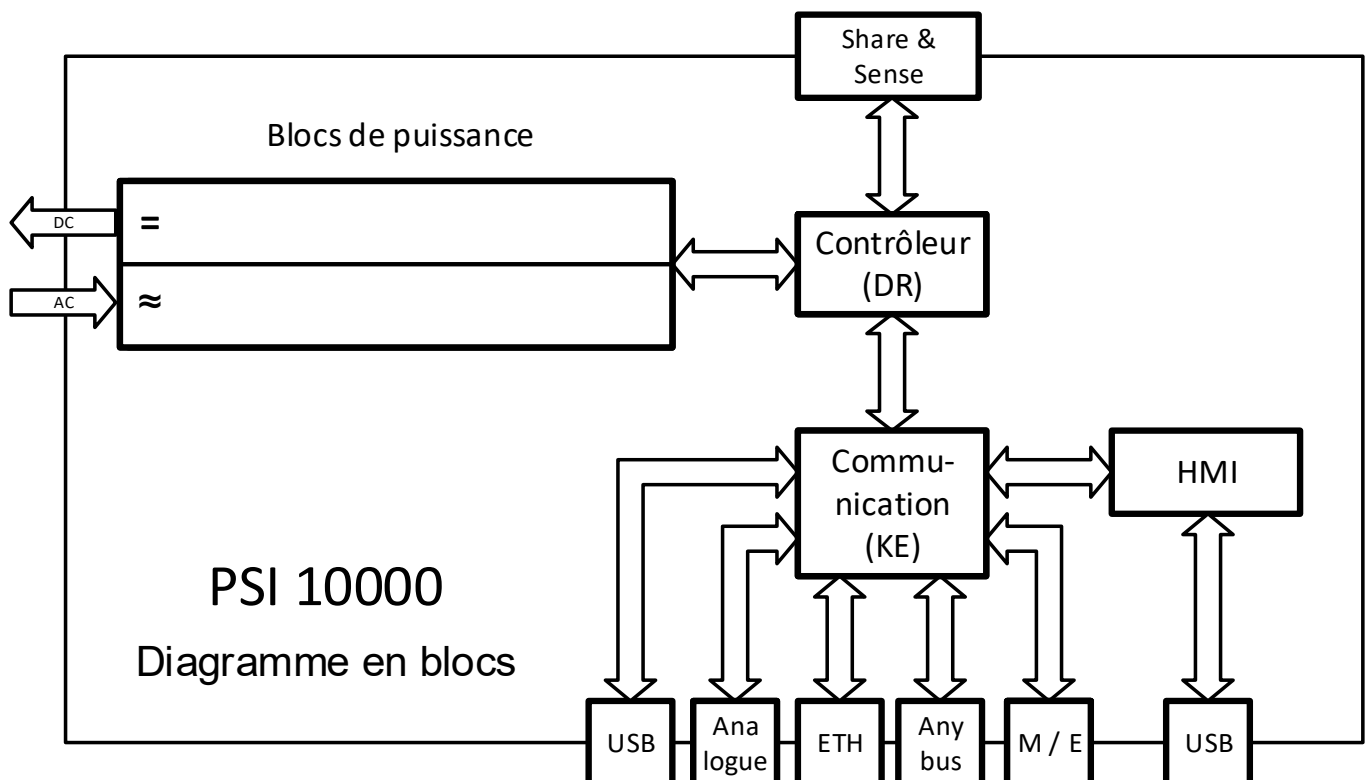 Share &
Sense
Blocs de puissance
DC
=
AC
≈
Contrôleur
(DR)
Commu-
nication
(KE)
HMI
PSI 10000
Diagramme en blocs
USB
Ana
logue
ETH
Any
bus
M / E
USB